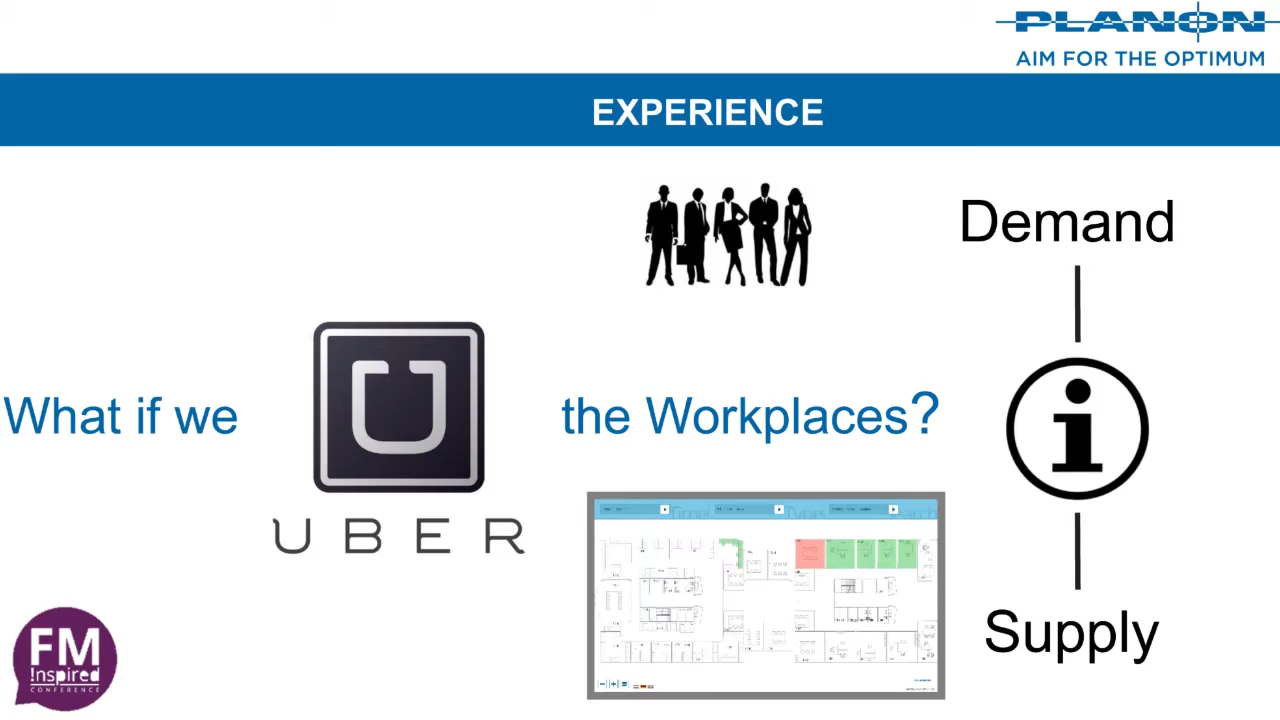 PLANON
AIM FOR THE OPTIMUM
EXPERIENCE
Demand
What if we
U
UBER
the Workplaces?
i
Supply
FM
Inspired
CONFERENCE